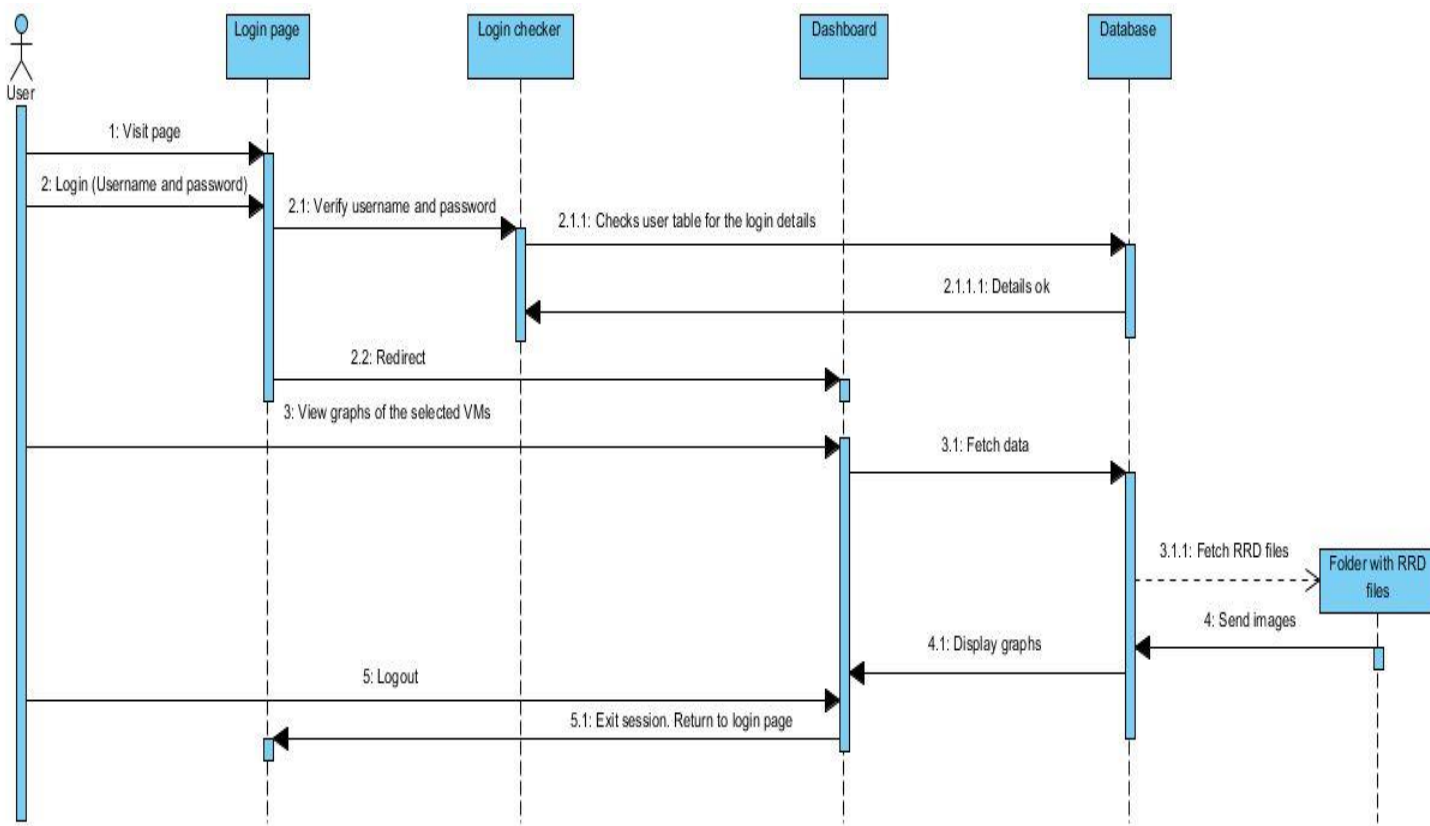 Login page
Login checker
Dashboard
Database
User
1: Visit page
2: Login (Username and password)
2.1: Verify username and password
2.1.1: Checks user table for the login details
2.1.1.1: Details ok
2.2: Redirect
3: View graphs of the selected VMs
3.1: Fetch data
3.1.1: Fetch RRD files
Folder with RRD
files
4: Send images
4.1: Display graphs
5: Logout
5.1: Exit session. Return to login page